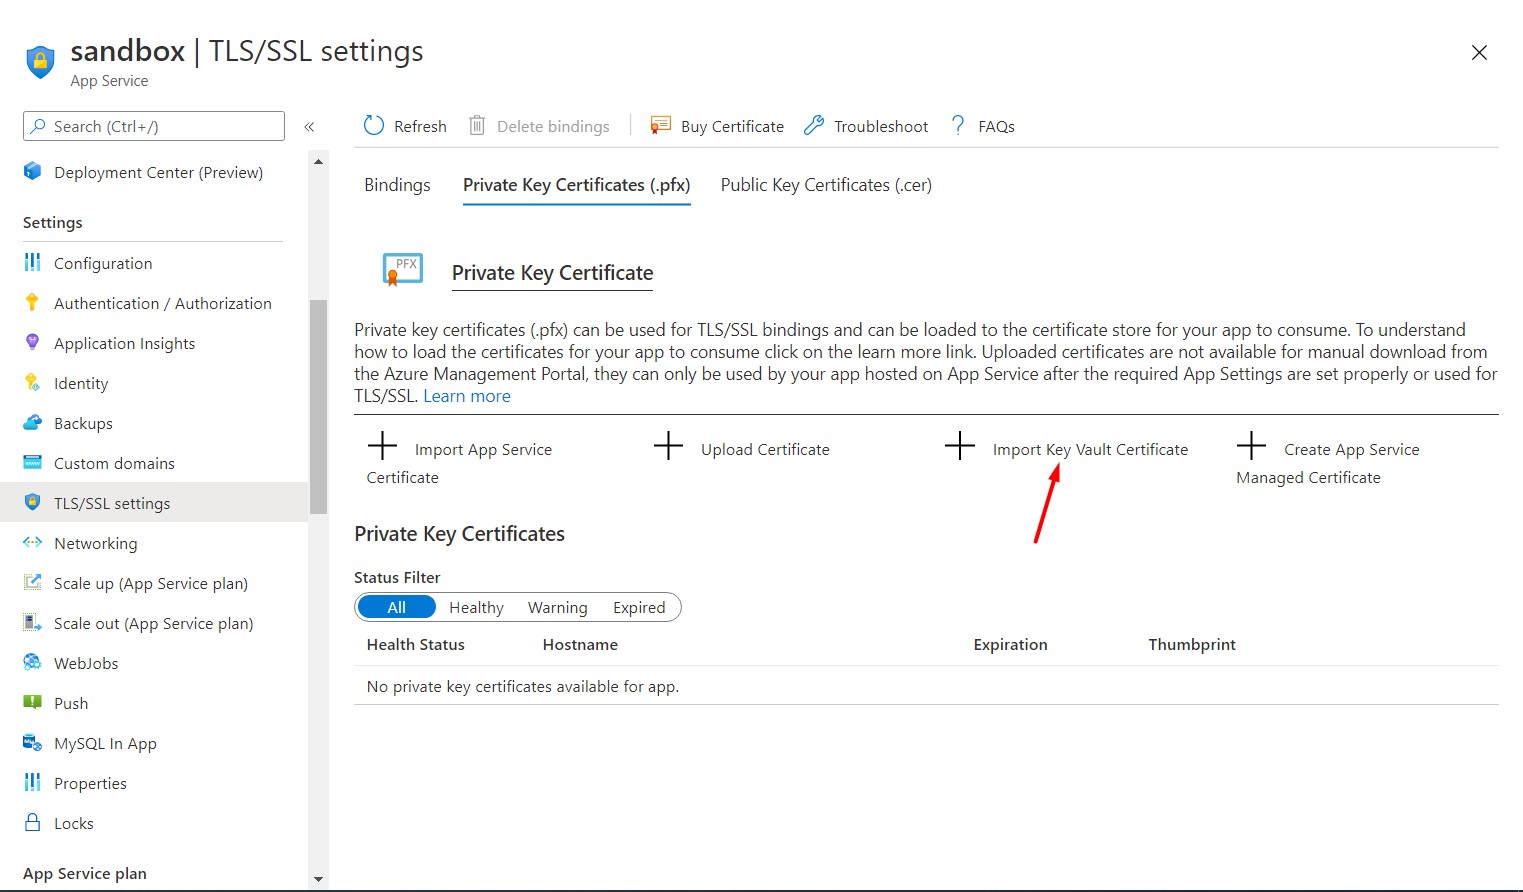 sandbox | TLS/SSL settings
App Service
Search (Ctrl+/)
«
Deployment Center (Preview)
Settings
Configuration
Authentication / Authorization
Application Insights
Identity
Backups
Custom domains
TLS/SSL settings
Networking
Scale up (App Service plan)
Scale out (App Service plan)
WebJobs
Push
MySQL In App
Properties
Locks
App Service plan
Refresh
Delete bindings
Buy Certificate
Troubleshoot
? FAQs
Bindings
Private Key Certificates (.pfx)
Public Key Certificates (.cer)
PFX
Private Key Certificate
Private key certificates (.pfx) can be used for TLS/SSL bindings and can be loaded to the certificate store for your app to consume. To understand
how to load the certificates for your app to consume click on the learn more link. Uploaded certificates are not available for manual download from
the Azure Management Portal, they can only be used by your app hosted on App Service after the required App Settings are set properly or used for
TLS/SSL. Learn more
Import App Service
Certificate
Upload Certificate
Import Key Vault Certificate
Create App Service
Managed Certificate
Private Key Certificates
Status Filter
All Healthy Warning Expired
Health Status Hostname Expiration Thumbprint
No private key certificates available for app.